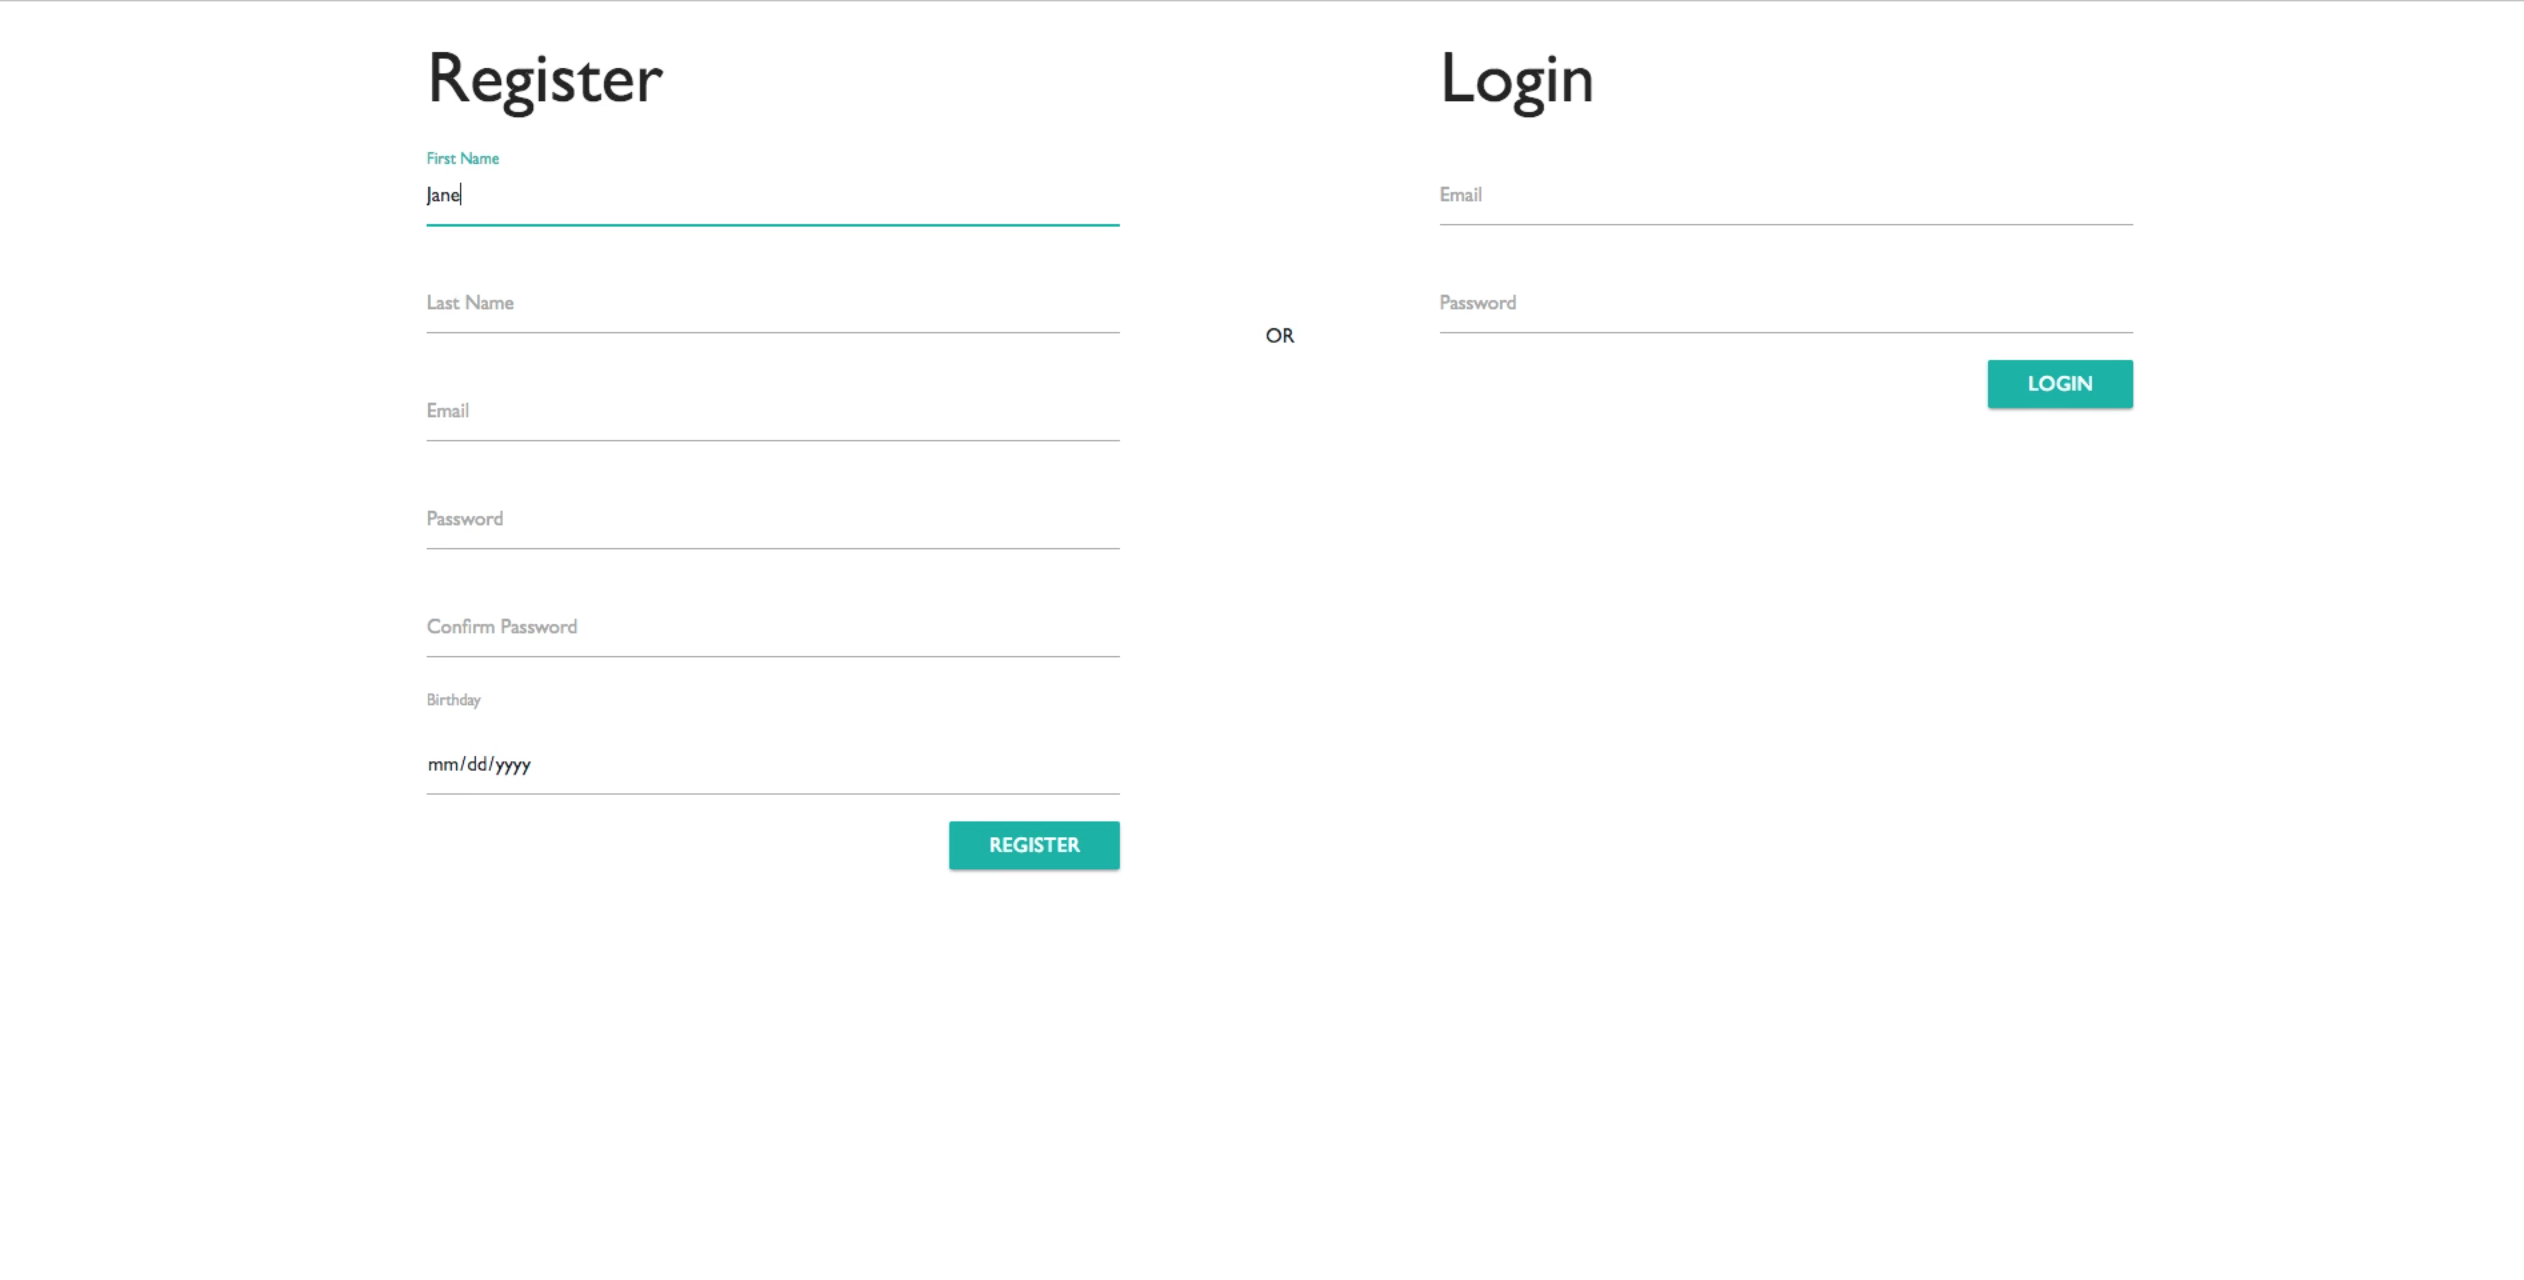 Register
First Name
Jane
Last Name
Email
Password
Confirm Password
Birthday
mm/dd/yyyy
REGISTER
OR
Login
Email
Password
LOGIN